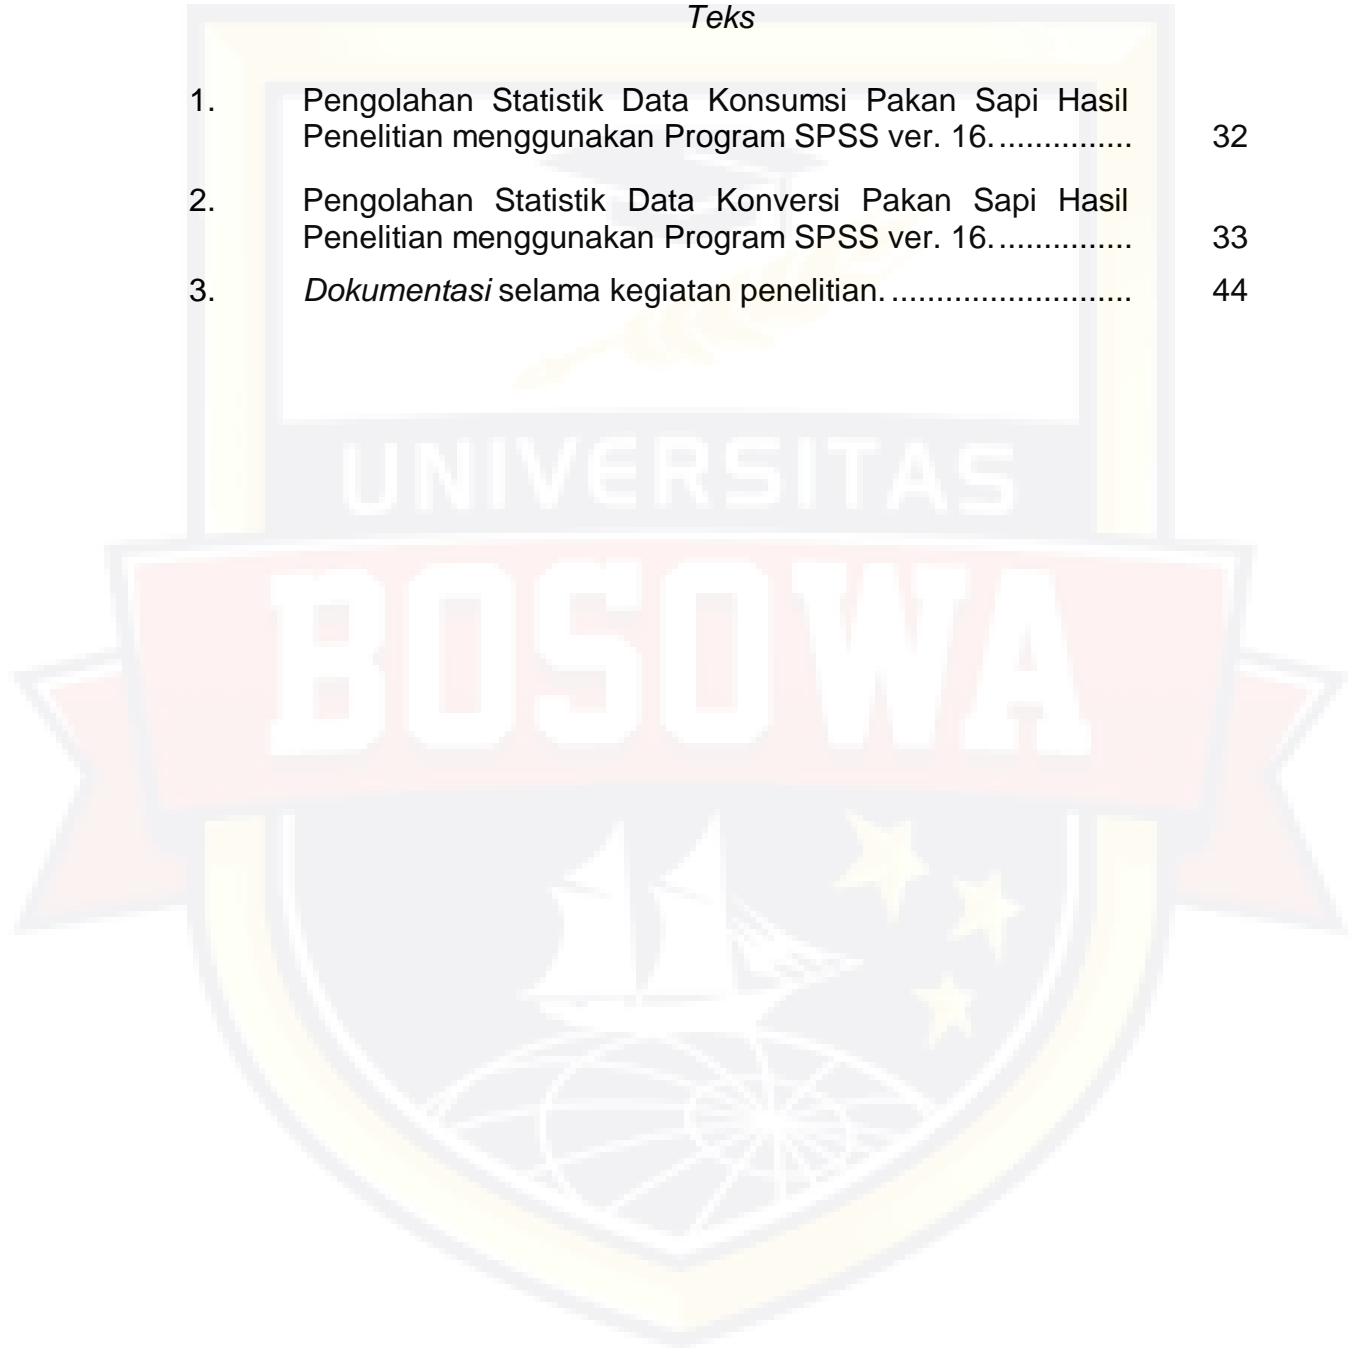 Teks
1. Pengolahan Statistik Data Konsumsi Pakan Sapi Hasil
Penelitian menggunakan Program SPSS ver. 16. ............... 32
2. Pengolahan Statistik Data Konversi Pakan Sapi Hasil
Penelitian menggunakan Program SPSS ver. 16. ............... 33
3. Dokumentasi selama kegiatan penelitian. ........................... 44
UNIVERSITAS
BOSOWA